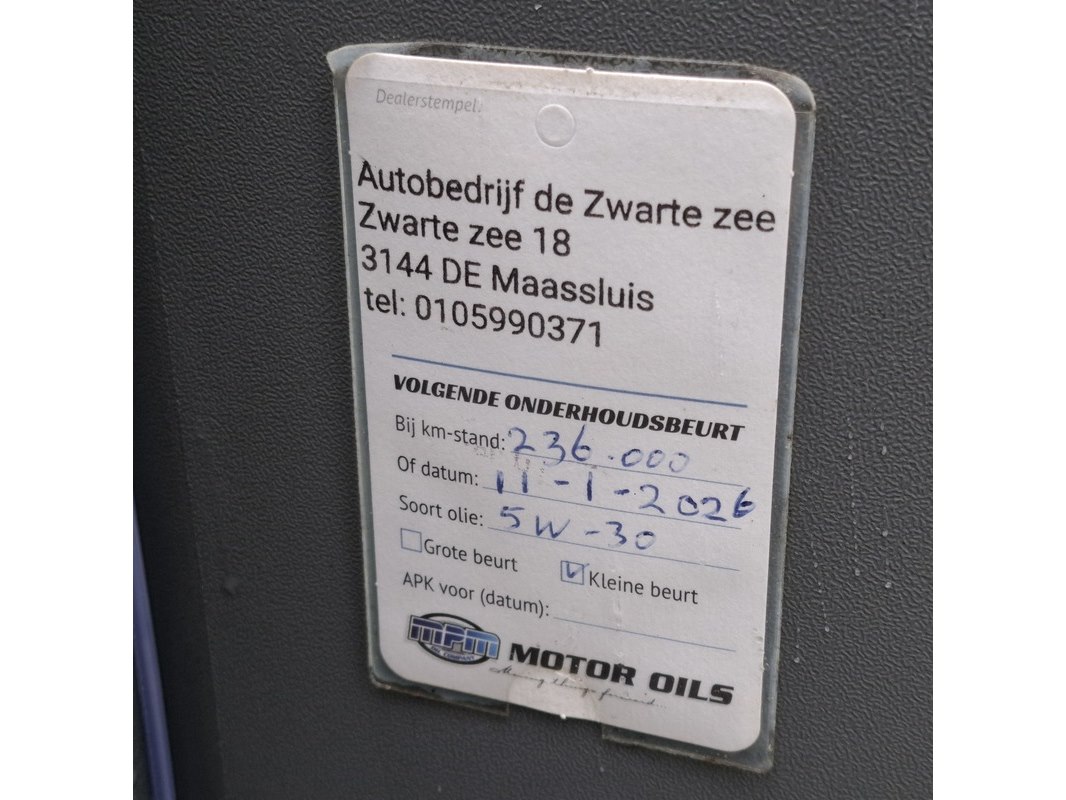 Dealerstempel:
Autobedrijf de Zwarte zee
Zwarte zee 18
3144 DE Maassluis
tel: 0105990371
VOLGENDE ONDERHOUDSBEURT
Bij km-stand: 236.000
Of datum: 11-1-2026
Soort olie: 5W-30
Grote beurt Kleine beurt
APK voor (datum):
mPm MOTOR OILS
OIL COMPANY